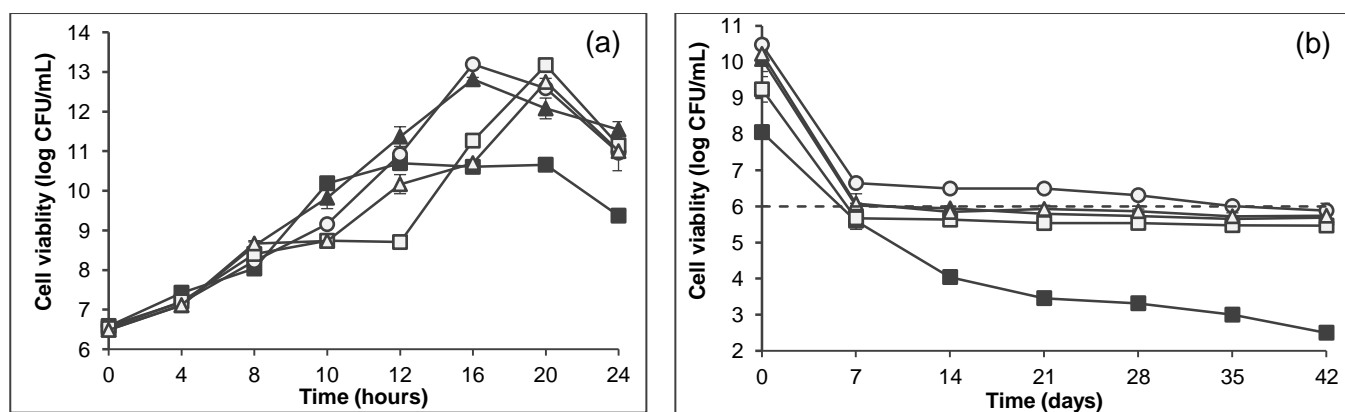 (a)
Cell viablity (log CFU/mL)
14
13
12
11
10
9
8
7
6
0 4 8 10 12 16 20 24
Time (hours)
(b)
Cell viability (log CFU/mL)
11
10
9
8
7
6
5
4
3
2
0 7 14 21 28 35 42
Time (days)